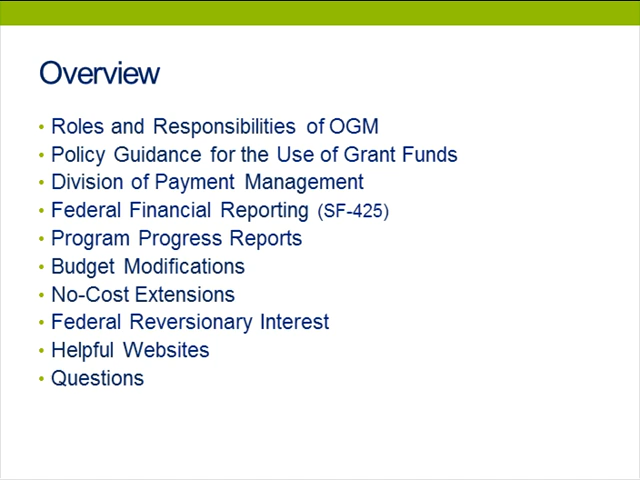 Overview
• Roles and Responsibilities of OGM
• Policy Guidance for the Use of Grant Funds
• Division of Payment Management
• Federal Financial Reporting (SF-425)
• Program Progress Reports
• Budget Modifications
• No-Cost Extensions
• Federal Reversionary Interest
• Helpful Websites
• Questions